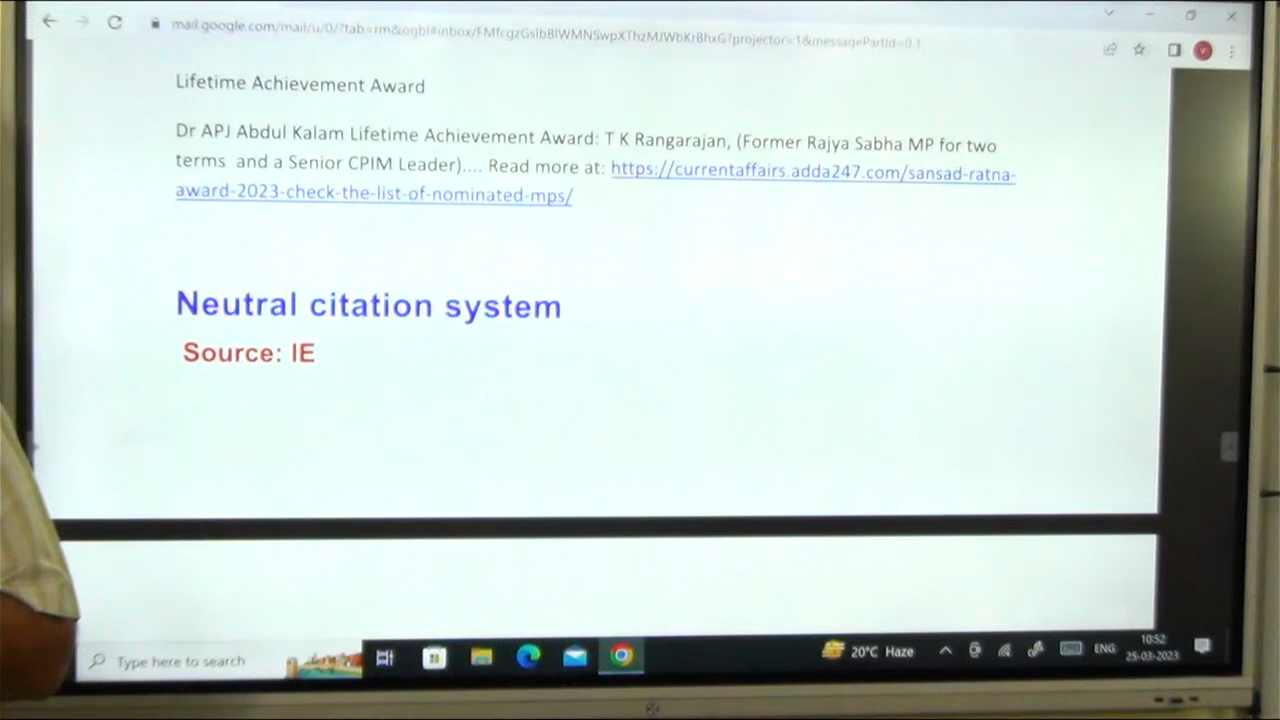 mail.google.com/mail/u/0/?tab=rm&ogbl#inbox/FMfcgzGslbBlWMNSwpXThzMJWbKrBhxG?projector=1&messagePartId=0.1
Lifetime Achievement Award
Dr APJ Abdul Kalam Lifetime Achievement Award: T K Rangarajan, (Former Rajya Sabha MP for two
terms and a Senior CPIM Leader).... Read more at: https://currentaffairs.adda247.com/sansad-ratna-
award-2023-check-the-list-of-nominated-mps/
Neutral citation system
Source: IE
Type here to search
20°C Haze
ENG
10:52
25-03-2023